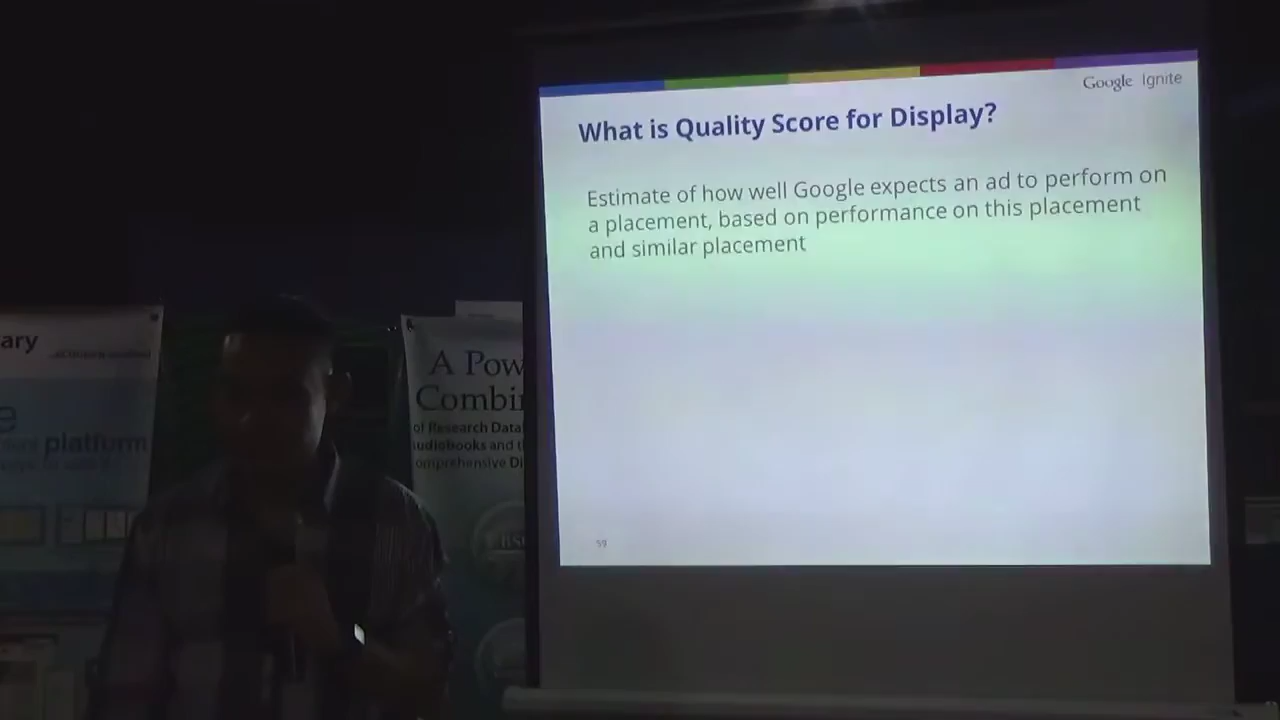 Google Ignite
What is Quality Score for Display?
Estimate of how well Google expects an ad to perform on
a placement, based on performance on this placement
and similar placement
59
ary
e
platform
A Pow
Combi
of Research Data
udiobooks and t
omprehensive Di